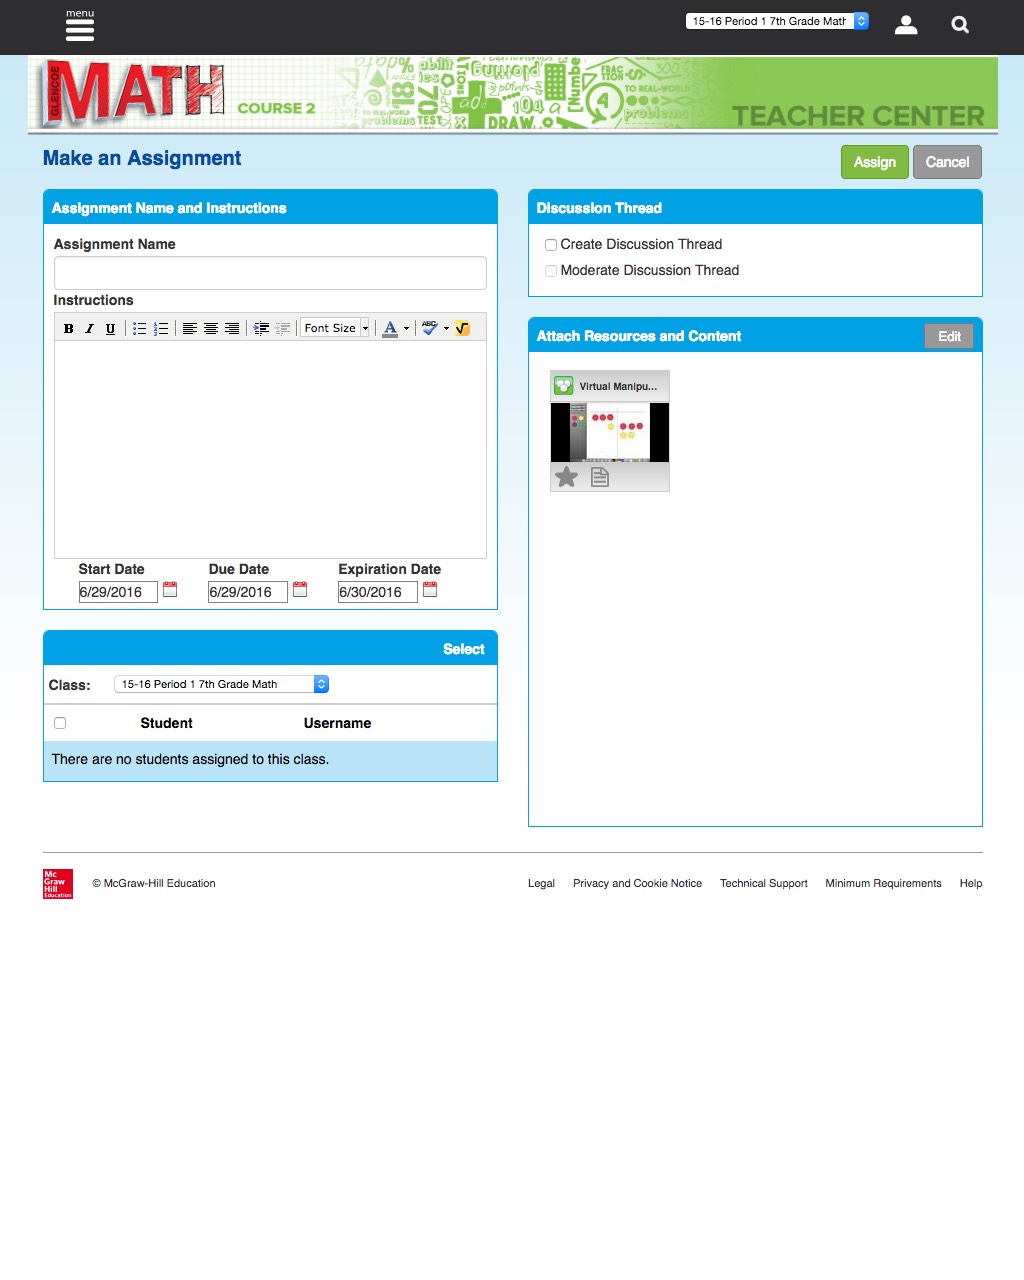 menu
15-16 Period 1 7th Grade Math
GLENCOE
MATH
COURSE 2
TEACHER CENTER
Make an Assignment
Assign
Cancel
Assignment Name and Instructions
Assignment Name
Instructions
B I U
Font Size
A
ABC
Start Date
Due Date
Expiration Date
6/29/2016
6/29/2016
6/30/2016
Select
Class:
15-16 Period 1 7th Grade Math
Student
Username
There are no students assigned to this class.
Discussion Thread
Create Discussion Thread
Moderate Discussion Thread
Attach Resources and Content
Edit
Virtual Manipu...
Mc
Graw
Hill
Education
© McGraw-Hill Education
Legal
Privacy and Cookie Notice
Technical Support
Minimum Requirements
Help